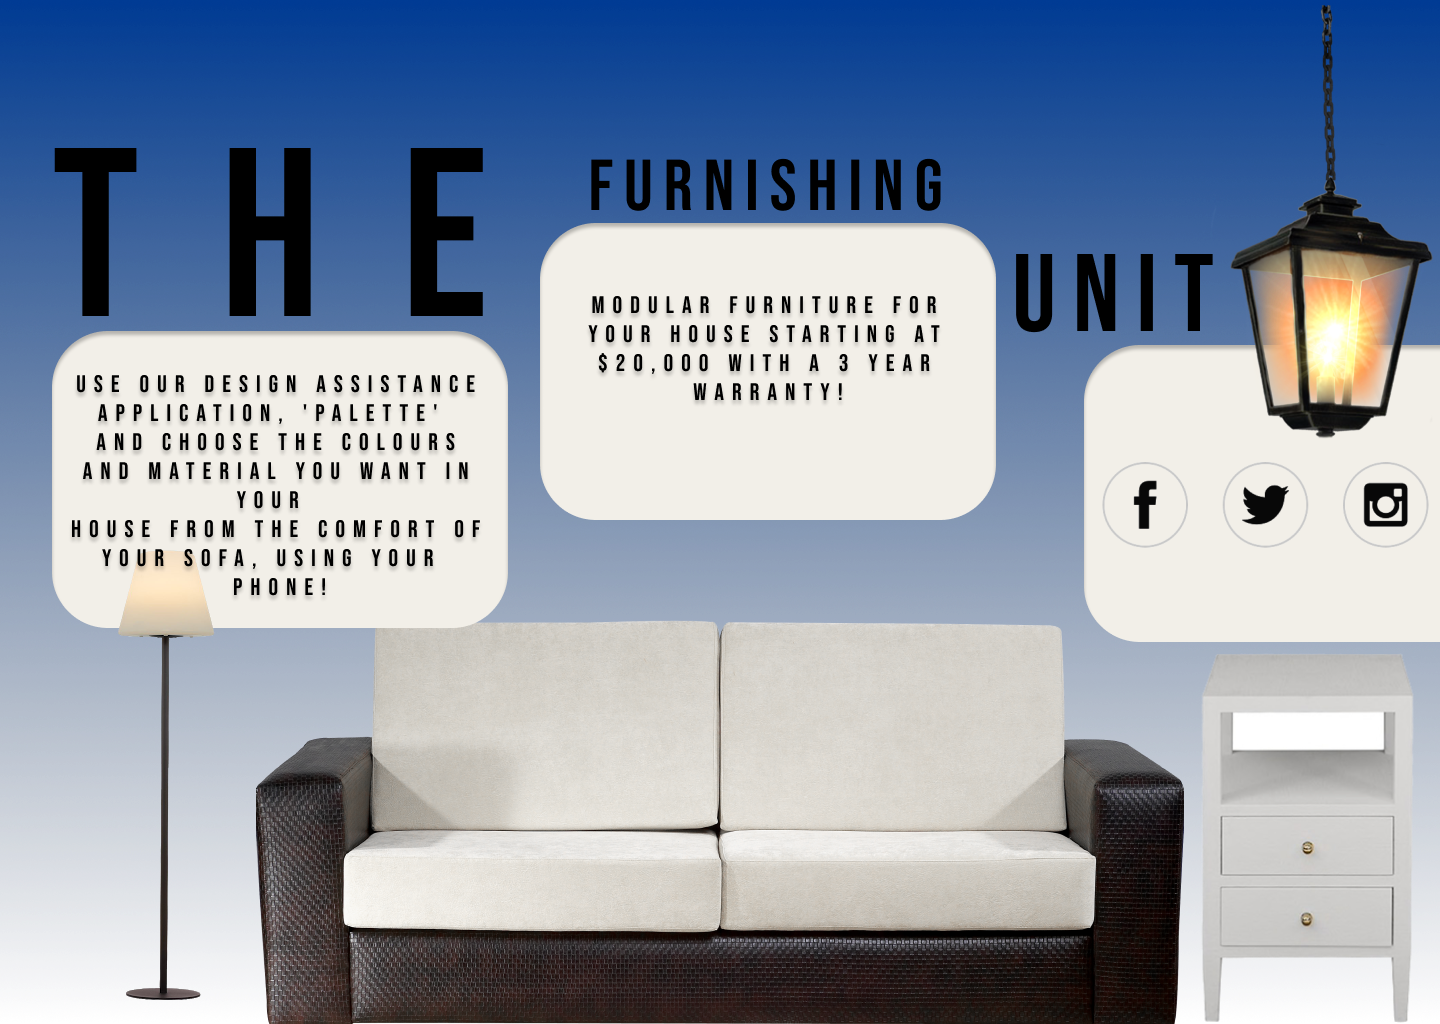 THE
FURNISHING
UNIT
USE OUR DESIGN ASSISTANCE
APPLICATION, 'PALETTE'
AND CHOOSE THE COLOURS
AND MATERIAL YOU WANT IN
YOUR
HOUSE FROM THE COMFORT OF
YOUR SOFA, USING YOUR
PHONE!
MODULAR FURNITURE FOR
YOUR HOUSE STARTING AT
$20,000 WITH A 3 YEAR
WARRANTY!